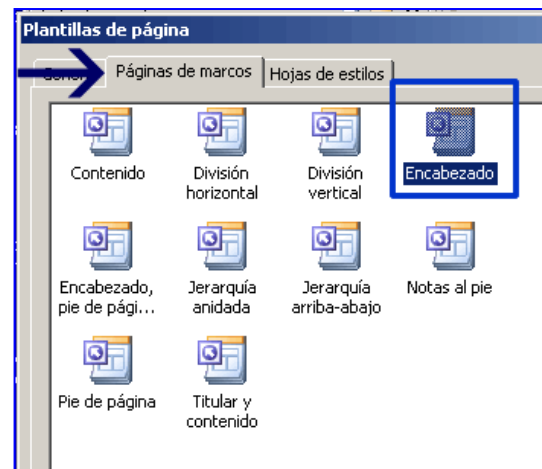 Plantillas de página
General Páginas de marcos Hojas de estilos
Contenido División horizontal División vertical Encabezado
Encabezado, pie de pági... Jerarquía anidada Jerarquía arriba-abajo Notas al pie
Pie de página Titular y contenido